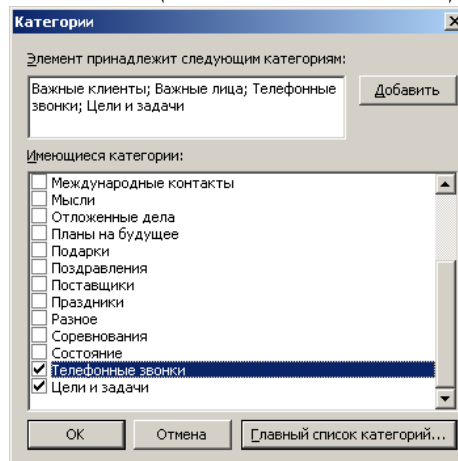 Категории
Элемент принадлежит следующим категориям:
Важные клиенты; Важные лица; Телефонные
звонки; Цели и задачи
Добавить
Имеющиеся категории:
Международные контакты
Мысли
Отложенные дела
Планы на будущее
Подарки
Поздравления
Поставщики
Праздники
Разное
Соревнования
Состояние
Телефонные звонки
Цели и задачи
ОК
Отмена
Главный список категорий...